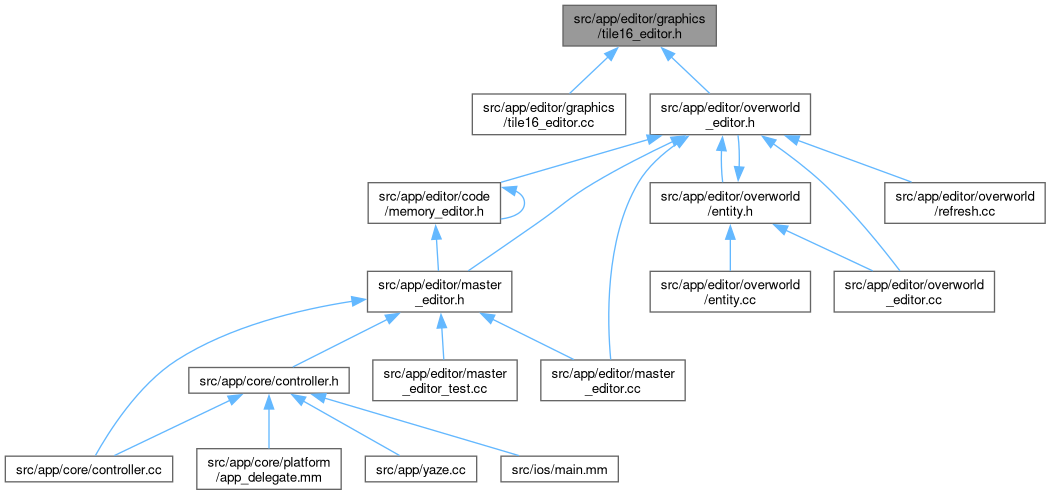 src/app/editor/graphics
/tile16_editor.h
src/app/editor/graphics
/tile16_editor.cc
src/app/editor/overworld
_editor.h
src/app/editor/code
/memory_editor.h
src/app/editor/overworld
/entity.h
src/app/editor/overworld
/refresh.cc
src/app/editor/master
_editor.h
src/app/editor/overworld
/entity.cc
src/app/editor/overworld
_editor.cc
src/app/core/controller.h
src/app/editor/master
_editor_test.cc
src/app/editor/master
_editor.cc
src/app/core/controller.cc
src/app/core/platform
/app_delegate.mm
src/app/yaze.cc
src/ios/main.mm